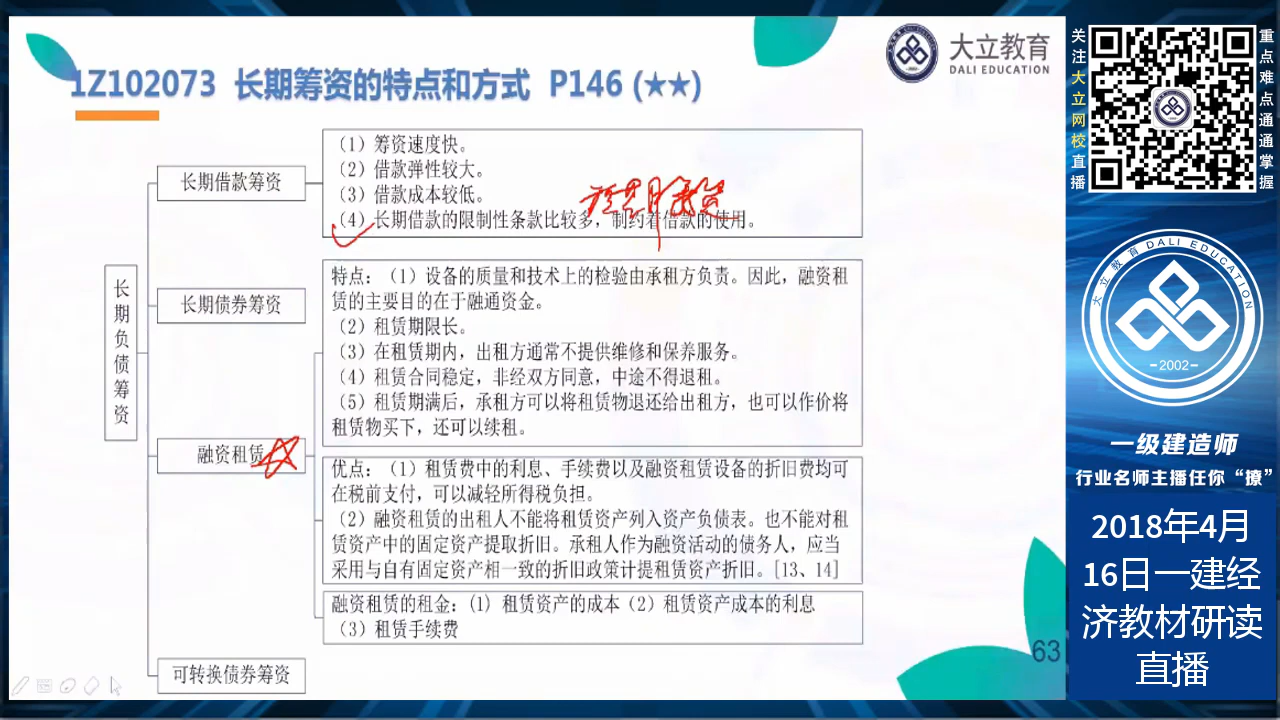 1Z102073 长期筹资的特点和方式 P146 (★★)
大立教育
DALI EDUCATION
长期负债筹资
长期借款筹资
(1) 筹资速度快。
(2) 借款弹性较大。
(3) 借款成本较低。
(4) 长期借款的限制性条款比较多，制约着借款的使用。
长期债券筹资
融资租赁
特点：(1) 设备的质量和技术上的检验由承租方负责。因此，融资租
赁的主要目的在于融通资金。
(2) 租赁期限长。
(3) 在租赁期内，出租方通常不提供维修和保养服务。
(4) 租赁合同稳定，非经双方同意，中途不得退租。
(5) 租赁期满后，承租方可以将租赁物退还给出租方，也可以作价将
租赁物买下，还可以续租。
优点：(1) 租赁费中的利息、手续费以及融资租赁设备的折旧费均可
在税前支付，可以减轻所得税负担。
(2) 融资租赁的出租人不能将租赁资产列入资产负债表。也不能对租
赁资产中的固定资产提取折旧。承租人作为融资活动的债务人，应当
采用与自有固定资产相一致的折旧政策计提租赁资产折旧。[13、14]
融资租赁的租金：(1) 租赁资产的成本（2）租赁资产成本的利息
(3) 租赁手续费
可转换债券筹资
63
关注大立网校直播
重点难点通通掌握
大立教育 DALI EDUCATION
-2002-
一级建造师
行业名师主播任你“撩”
2018年4月
16日一建经
济教材研读
直播